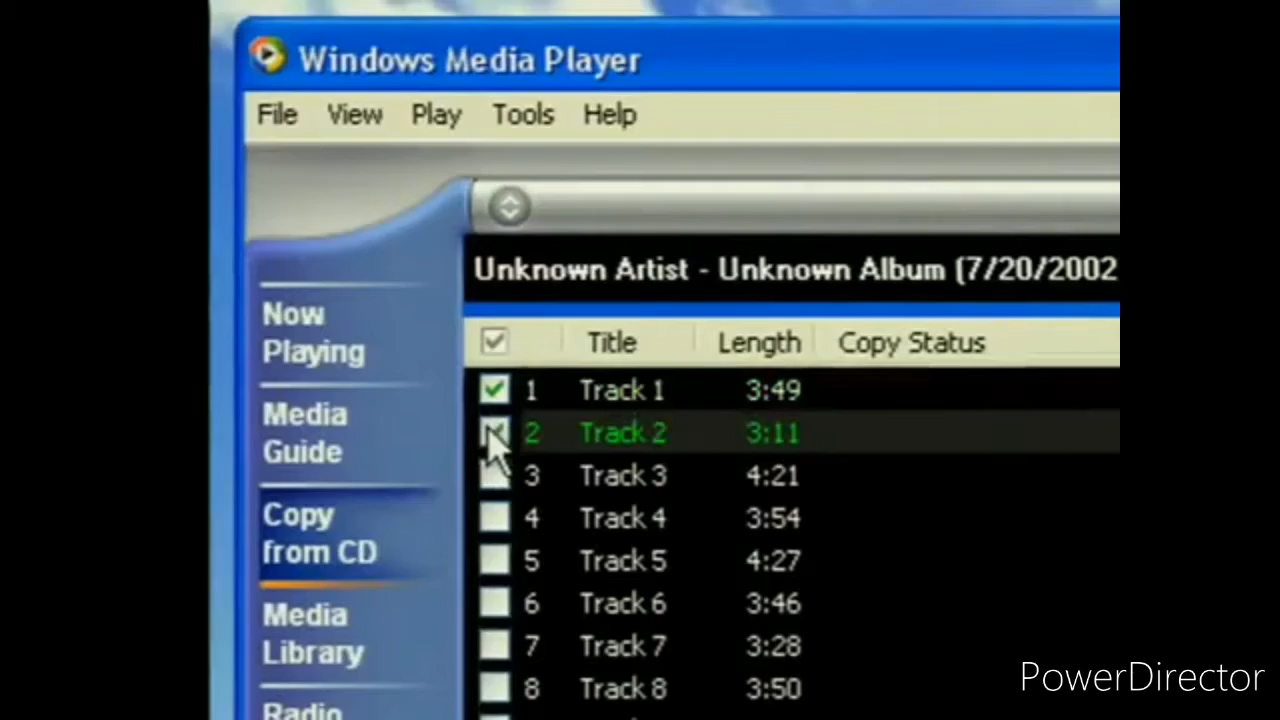 Windows Media Player
File View Play Tools Help
Unknown Artist - Unknown Album (7/20/2002
Now
Playing
Media
Guide
Copy
from CD
Media
Library
Radio
Title Length Copy Status
1 Track 1 3:49
2 Track 2 3:11
3 Track 3 4:21
4 Track 4 3:54
5 Track 5 4:27
6 Track 6 3:46
7 Track 7 3:28
8 Track 8 3:50
PowerDirector